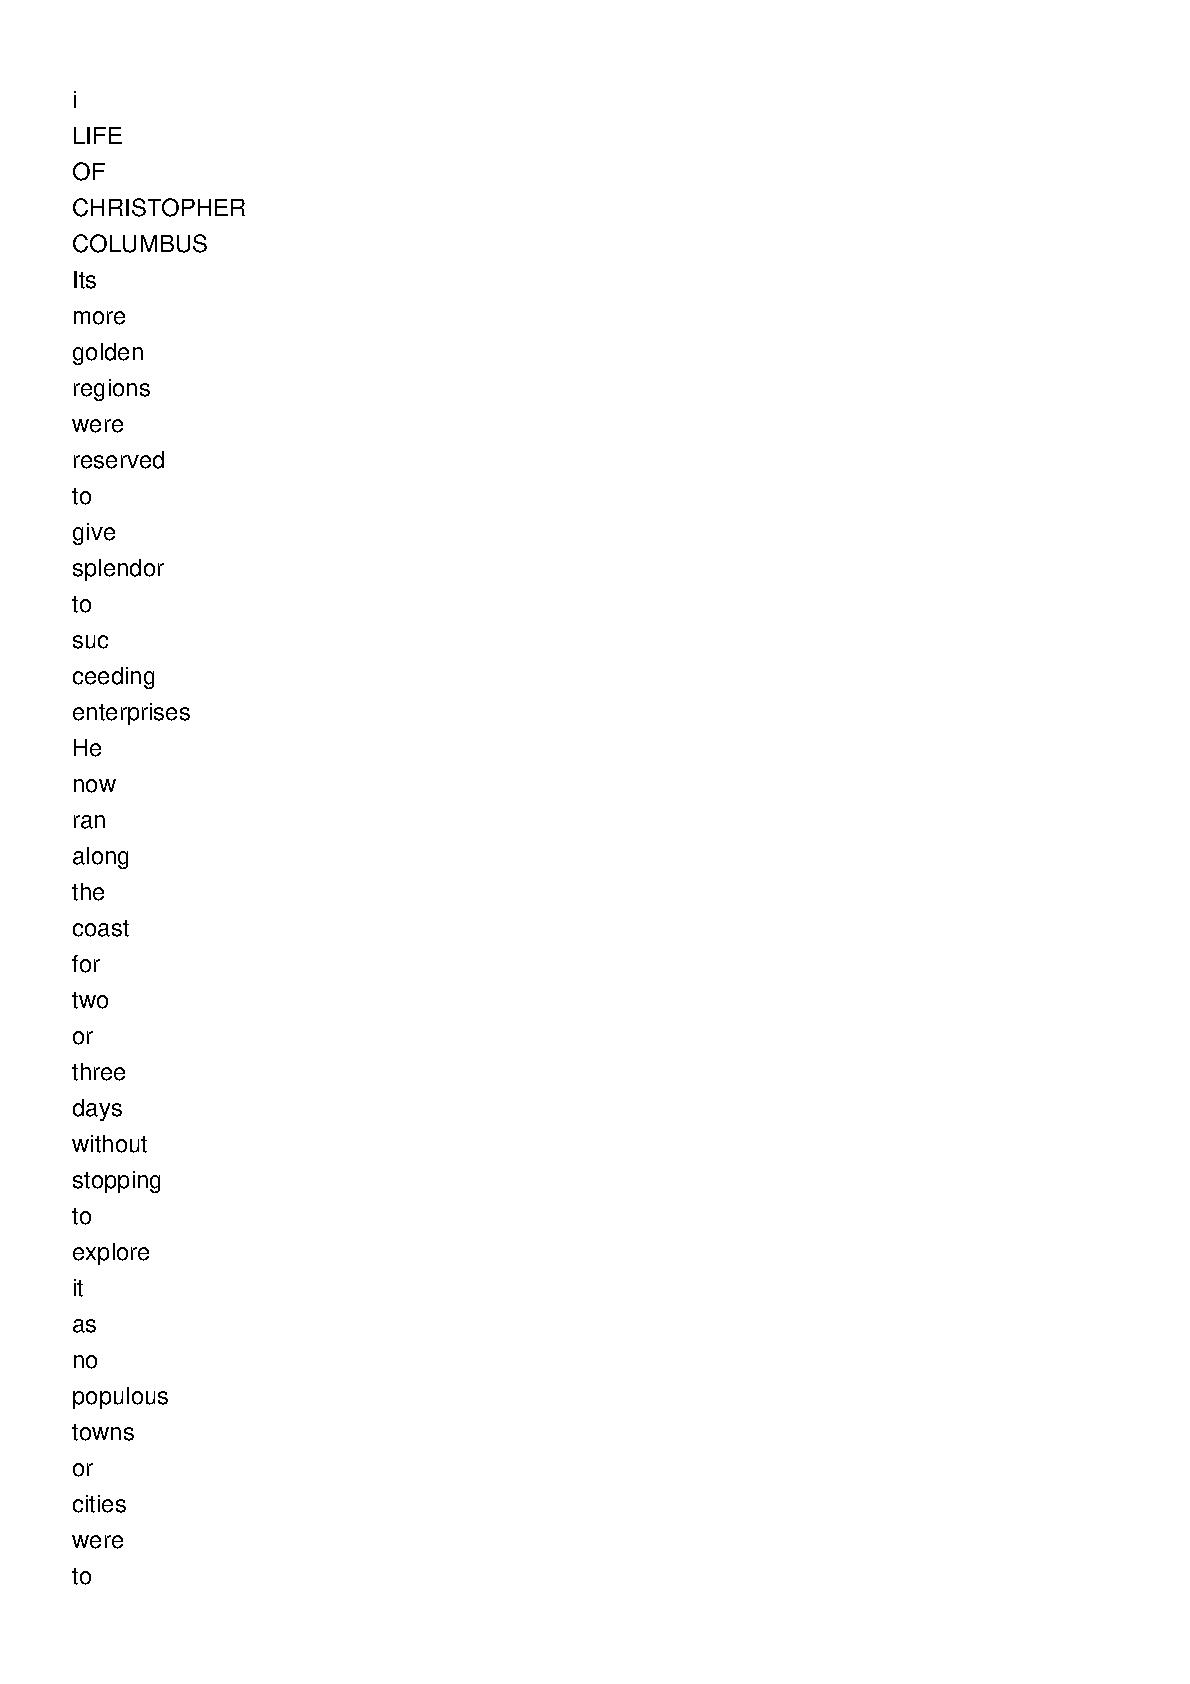 i
LIFE
OF
CHRISTOPHER
COLUMBUS
Its
more
golden
regions
were
reserved
to
give
splendor
to
suc
ceeding
enterprises
He
now
ran
along
the
coast
for
two
or
three
days
without
stopping
to
explore
it
as
no
populous
towns
or
cities
were
to